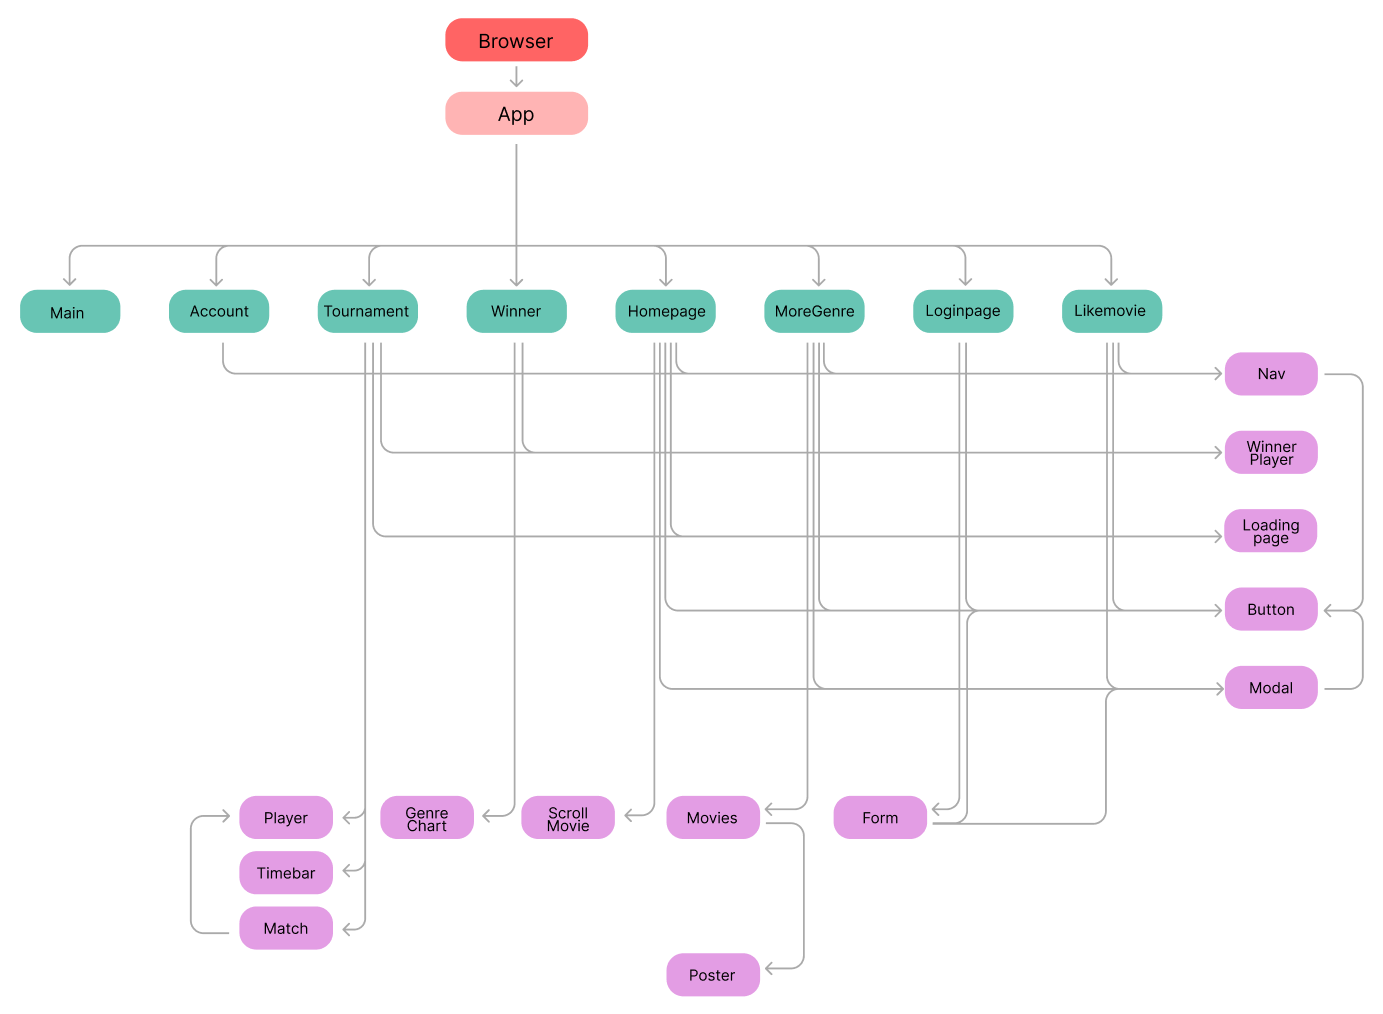 Browser
App
Main
Account
Tournament
Winner
Homepage
MoreGenre
Loginpage
Likemovie
Nav
Winner
Player
Loading
page
Button
Modal
Player
Genre
Chart
Scroll
Movie
Movies
Form
Timebar
Match
Poster